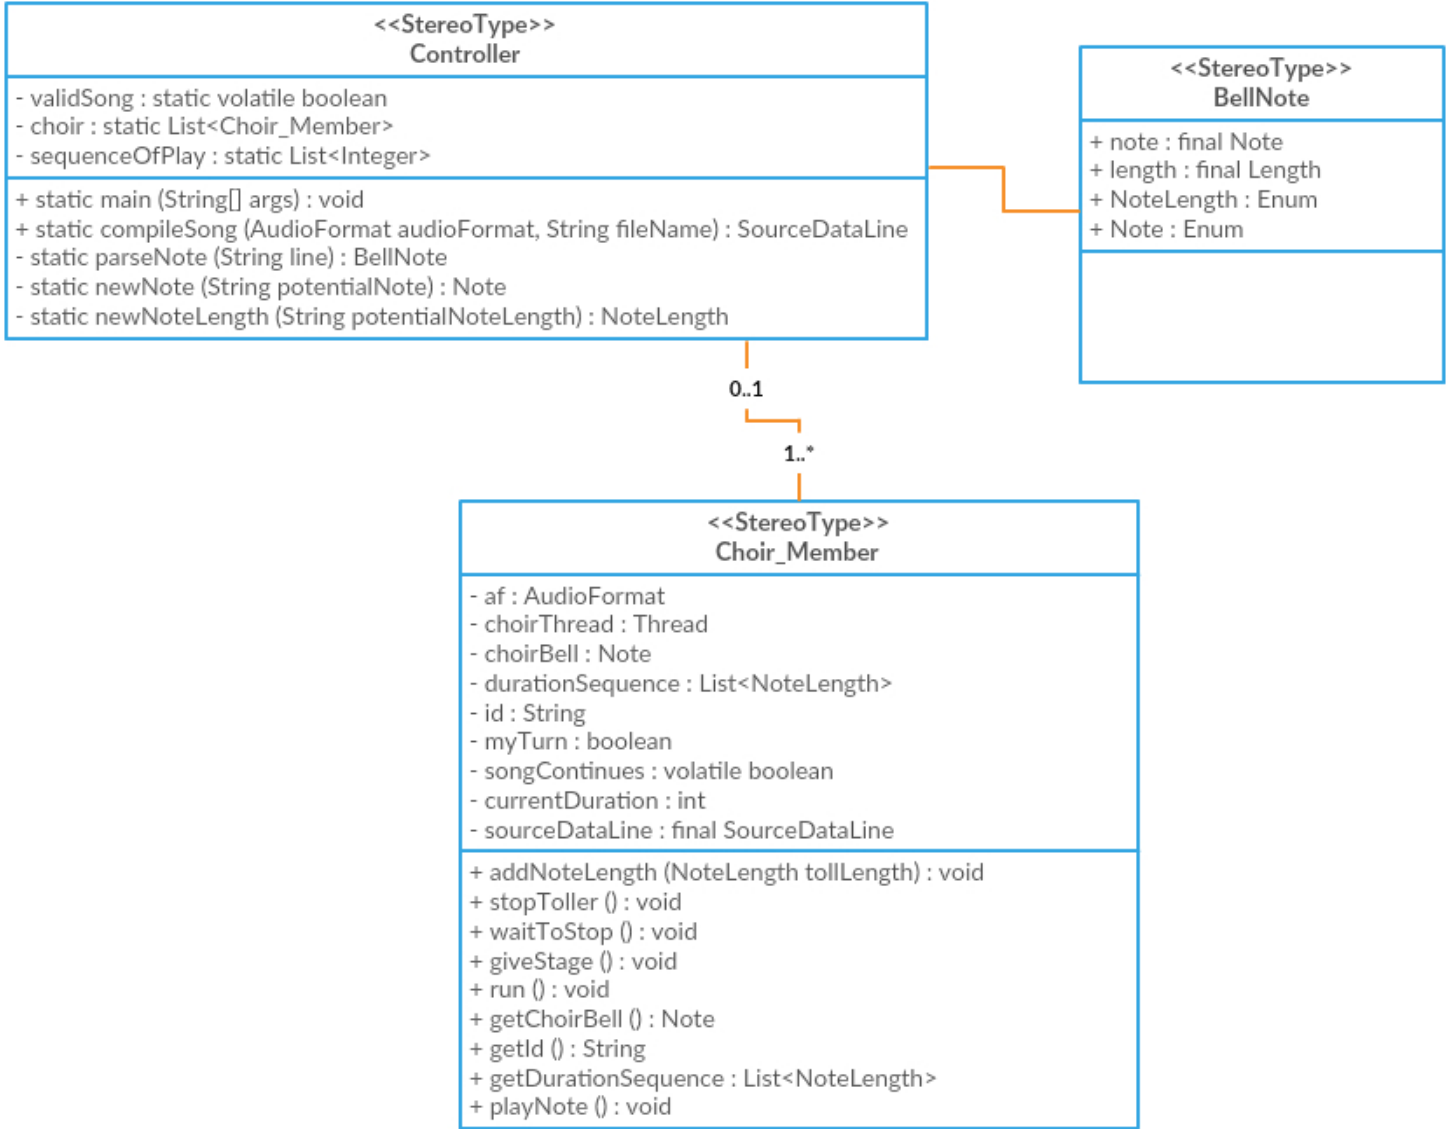 <<StereoType>>
Controller
- validSong : static volatile boolean
- choir : static List<Choir_Member>
- sequenceOfPlay : static List<Integer>
+ static main (String[] args) : void
+ static compileSong (AudioFormat audioFormat, String fileName) : SourceDataLine
- static parseNote (String line) : BellNote
- static newNote (String potentialNote) : Note
- static newNoteLength (String potentialNoteLength) : NoteLength
<<StereoType>>
BellNote
+ note : final Note
+ length : final Length
+ NoteLength : Enum
+ Note : Enum
0..1
1..*
<<StereoType>>
Choir_Member
- af : AudioFormat
- choirThread : Thread
- choirBell : Note
- durationSequence : List<NoteLength>
- id : String
- myTurn : boolean
- songContinues : volatile boolean
- currentDuration : int
- sourceDataLine : final SourceDataLine
+ addNoteLength (NoteLength tollLength) : void
+ stopToller () : void
+ waitToStop () : void
+ giveStage () : void
+ run () : void
+ getChoirBell () : Note
+ getId () : String
+ getDurationSequence : List<NoteLength>
+ playNote () : void